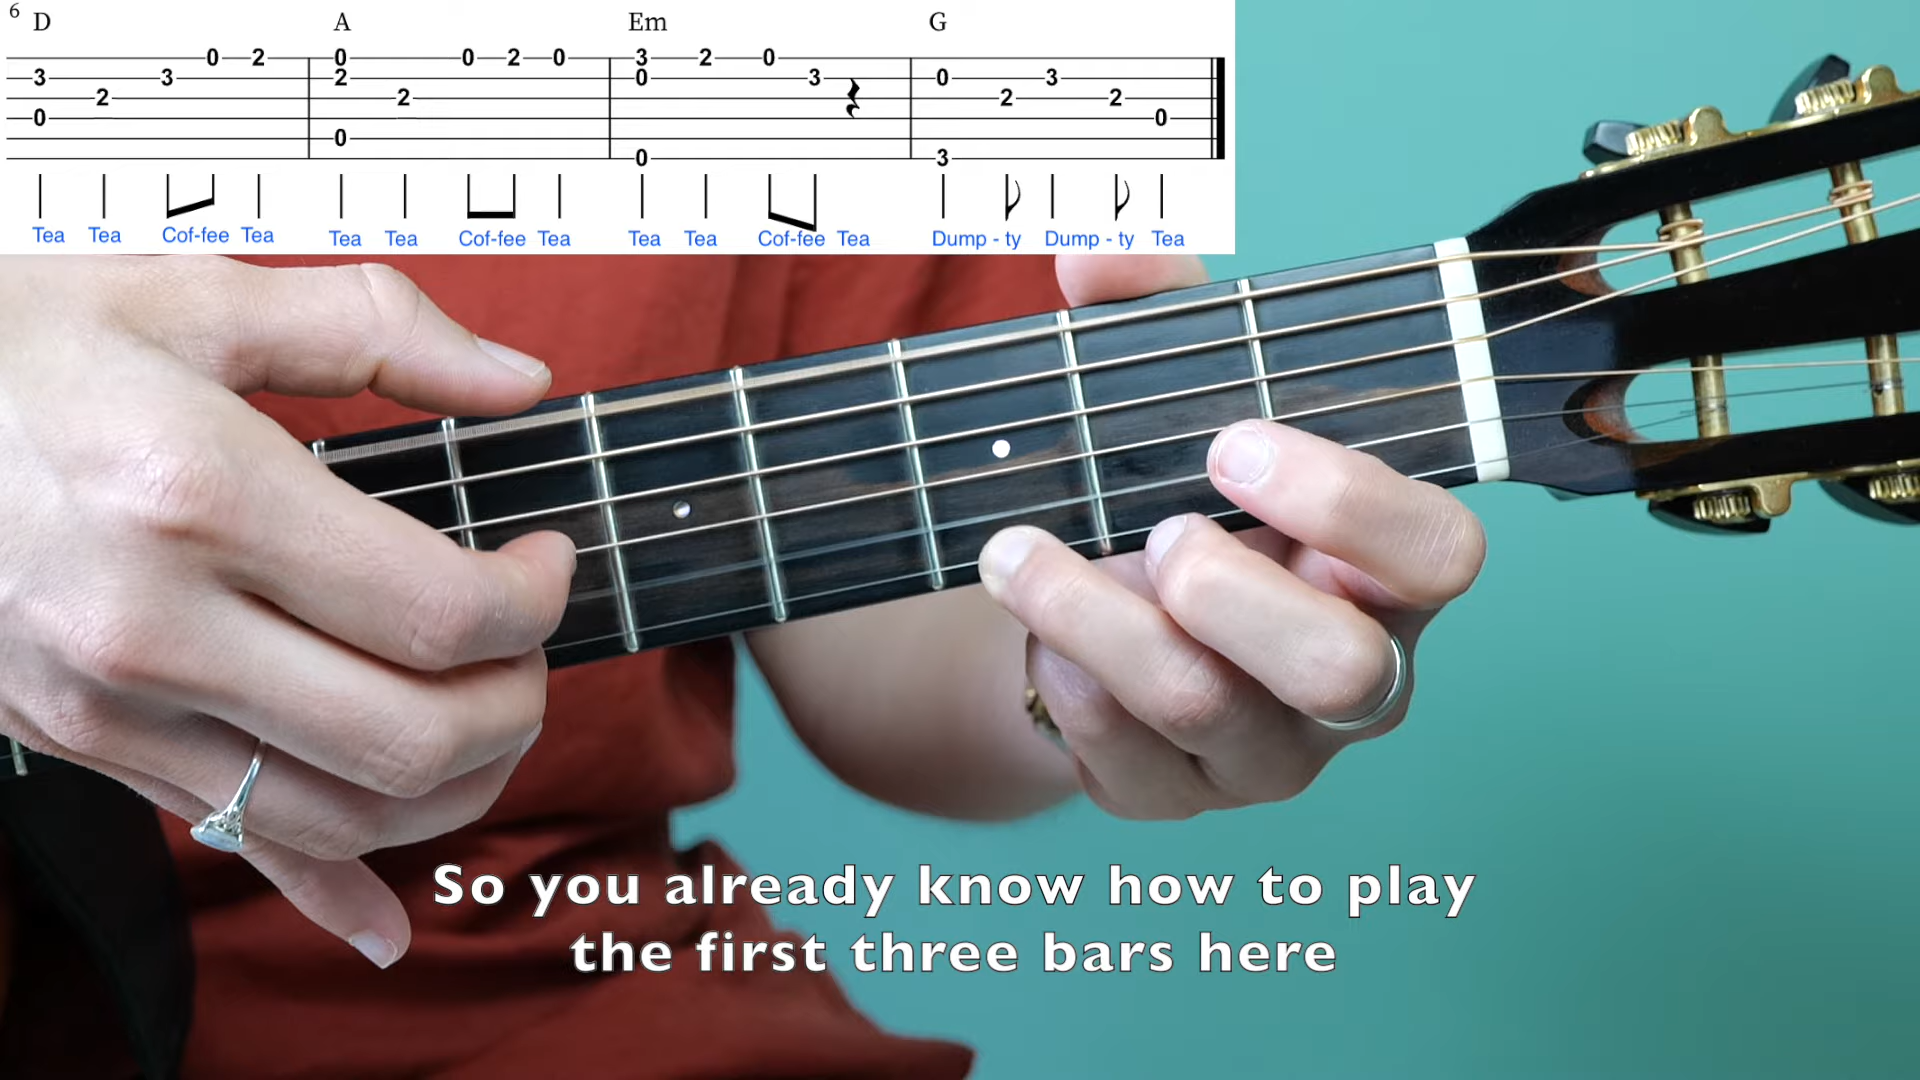 6
D A Em G
0 2 0 0 2 0 3 2 0
3 3 2 0 3 0 3
2 2 2 2
0 0
0
0 3
Tea Tea Cof-fee Tea Tea Tea Cof-fee Tea Tea Tea Cof-fee Tea Dump - ty Dump - ty Tea
So you already know how to play
the first three bars here